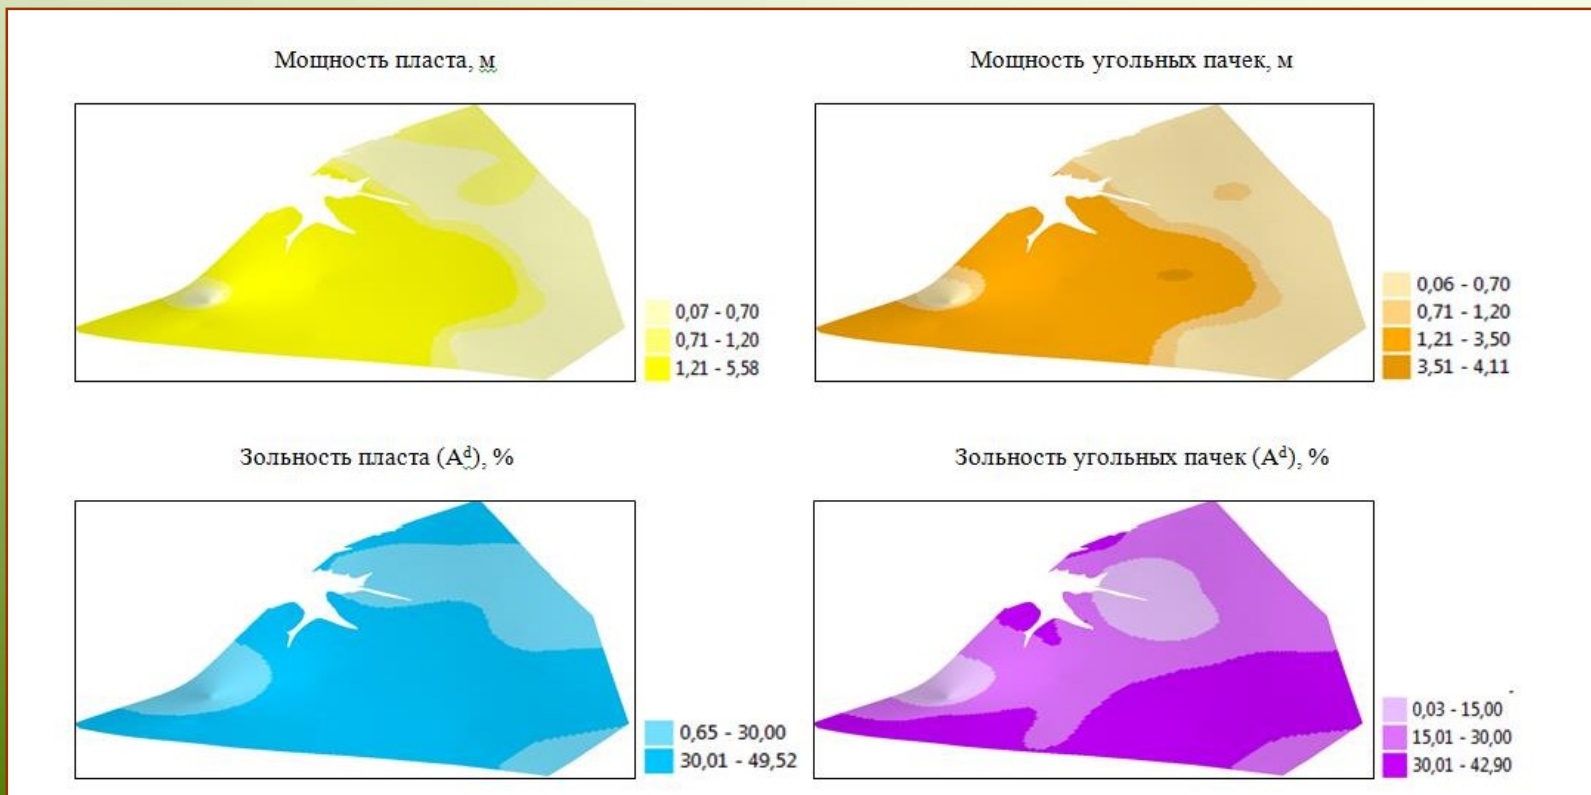 Мощность пласта, м
Мощность угольных пачек, м
0,07 - 0,70
0,71 - 1,20
1,21 - 5,58
0,06 - 0,70
0,71 - 1,20
1,21 - 3,50
3,51 - 4,11
Зольность пласта (Aᵈ), %
Зольность угольных пачек (Aᵈ), %
0,65 - 30,00
30,01 - 49,52
0,03 - 15,00
15,01 - 30,00
30,01 - 42,90